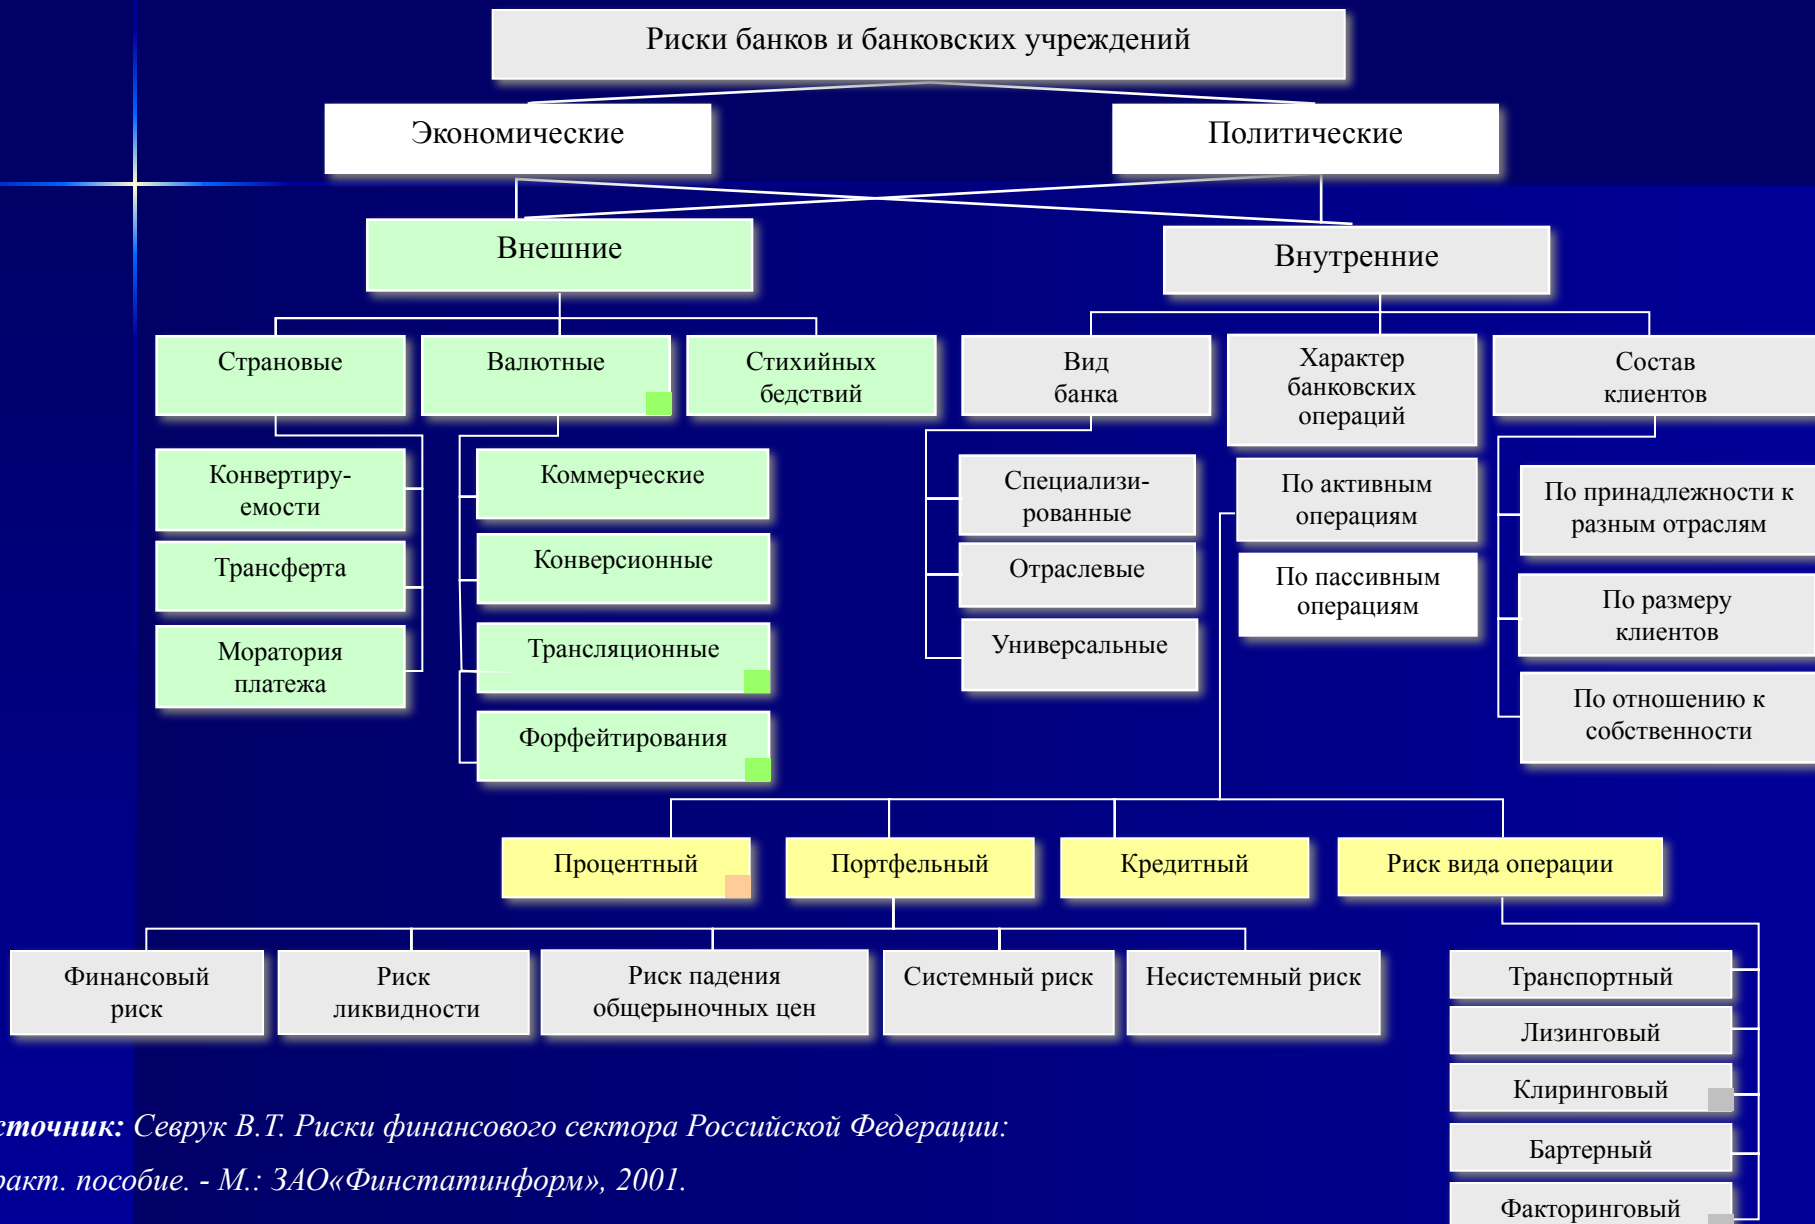 Риски банков и банковских учреждений
Экономические
Политические
Внешние
Внутренние
Страновые
Валютные
Стихийных
бедствий
Вид
банка
Характер
банковских
операций
Состав
клиентов
Конвертиру-
емости
Трансферта
Моратория
платежа
Коммерческие
Конверсионные
Трансляционные
Форфейтирования
Специализи-
рованные
Отраслевые
Универсальные
По активным
операциям
По пассивным
операциям
По принадлежности к
разным отраслям
По размеру
клиентов
По отношению к
собственности
Процентный
Портфельный
Кредитный
Риск вида операции
Финансовый
риск
Риск
ликвидности
Риск падения
общерыночных цен
Системный риск
Несистемный риск
Транспортный
Лизинговый
Клиринговый
Бартерный
Факторинговый
сточник: Севрук В.Т. Риски финансового сектора Российской Федерации:
ракт. пособие. - М.: ЗАО«Финстатинформ», 2001.